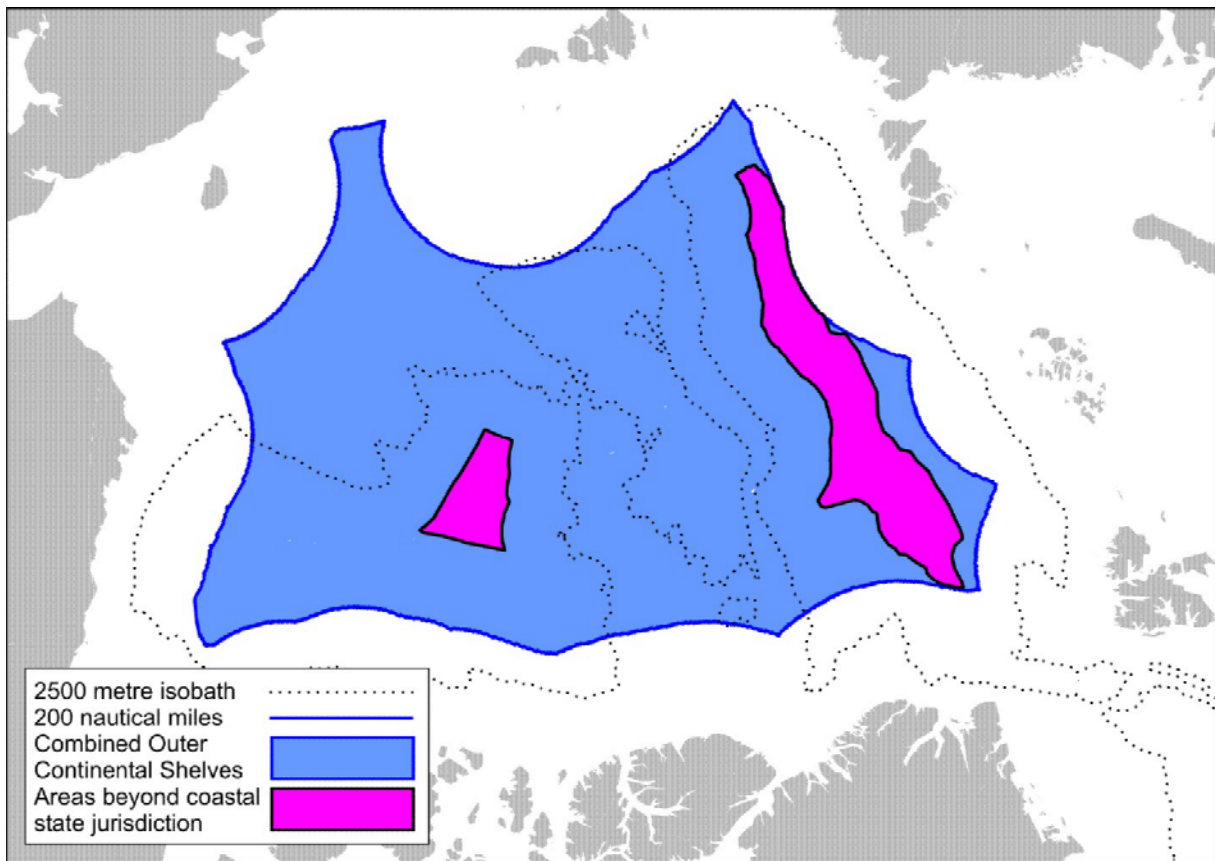 2500 metre isobath
200 nautical miles
Combined Outer
Continental Shelves
Areas beyond coastal
state jurisdiction